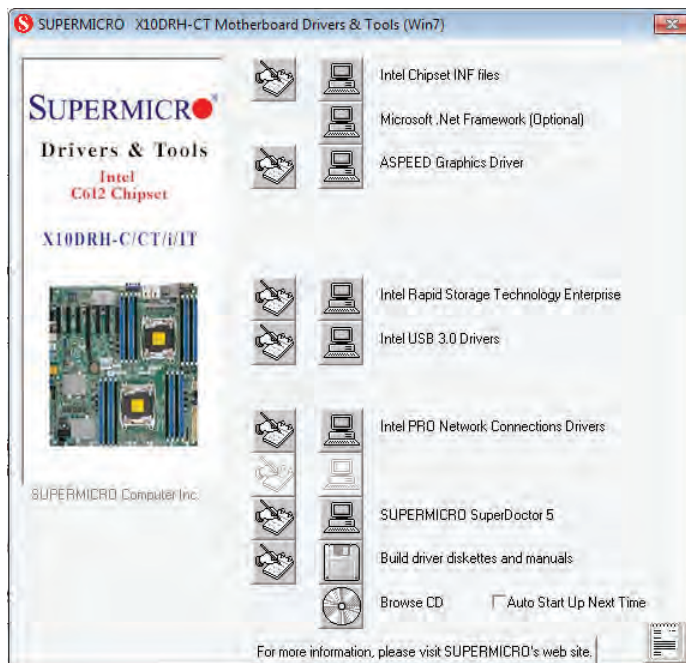 SUPERMICRO X10DRH-CT Motherboard Drivers & Tools (Win7)
SUPERMICRO
Drivers & Tools
Intel
C612 Chipset
X10DRH-C/CT/i/IT
SUPERMICRO Computer Inc.
Intel Chipset INF files
Microsoft .Net Framework (Optional)
ASPEED Graphics Driver
Intel Rapid Storage Technology Enterprise
Intel USB 3.0 Drivers
Intel PRO Network Connections Drivers
SUPERMICRO SuperDoctor 5
Build driver diskettes and manuals
Browse CD Auto Start Up Next Time
For more information, please visit SUPERMICRO's web site.